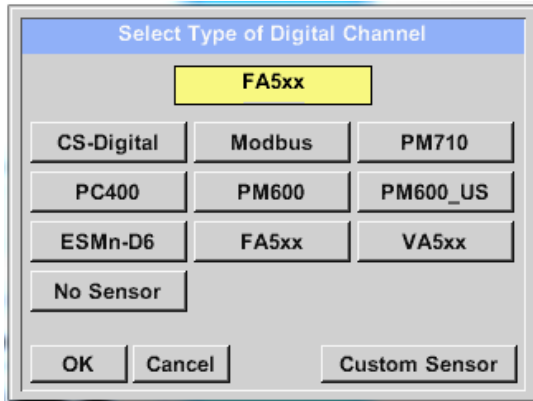 Select Type of Digital Channel
FA5xx
CS-Digital Modbus PM710
PC400 PM600 PM600_US
ESMn-D6 FA5xx VA5xx
No Sensor
OK Cancel Custom Sensor